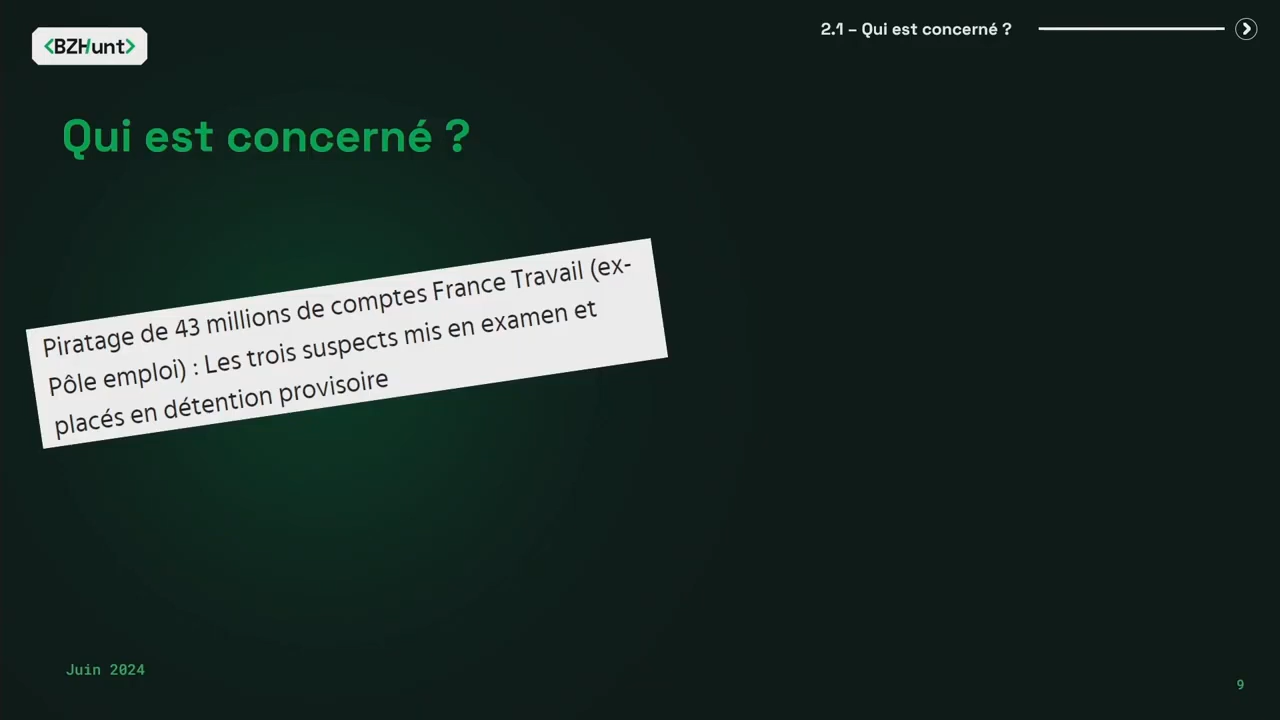 <BZHunt>
2.1 – Qui est concerné ?
Qui est concerné ?
Piratage de 43 millions de comptes France Travail (ex-
Pôle emploi) : Les trois suspects mis en examen et
placés en détention provisoire
Juin 2024
9